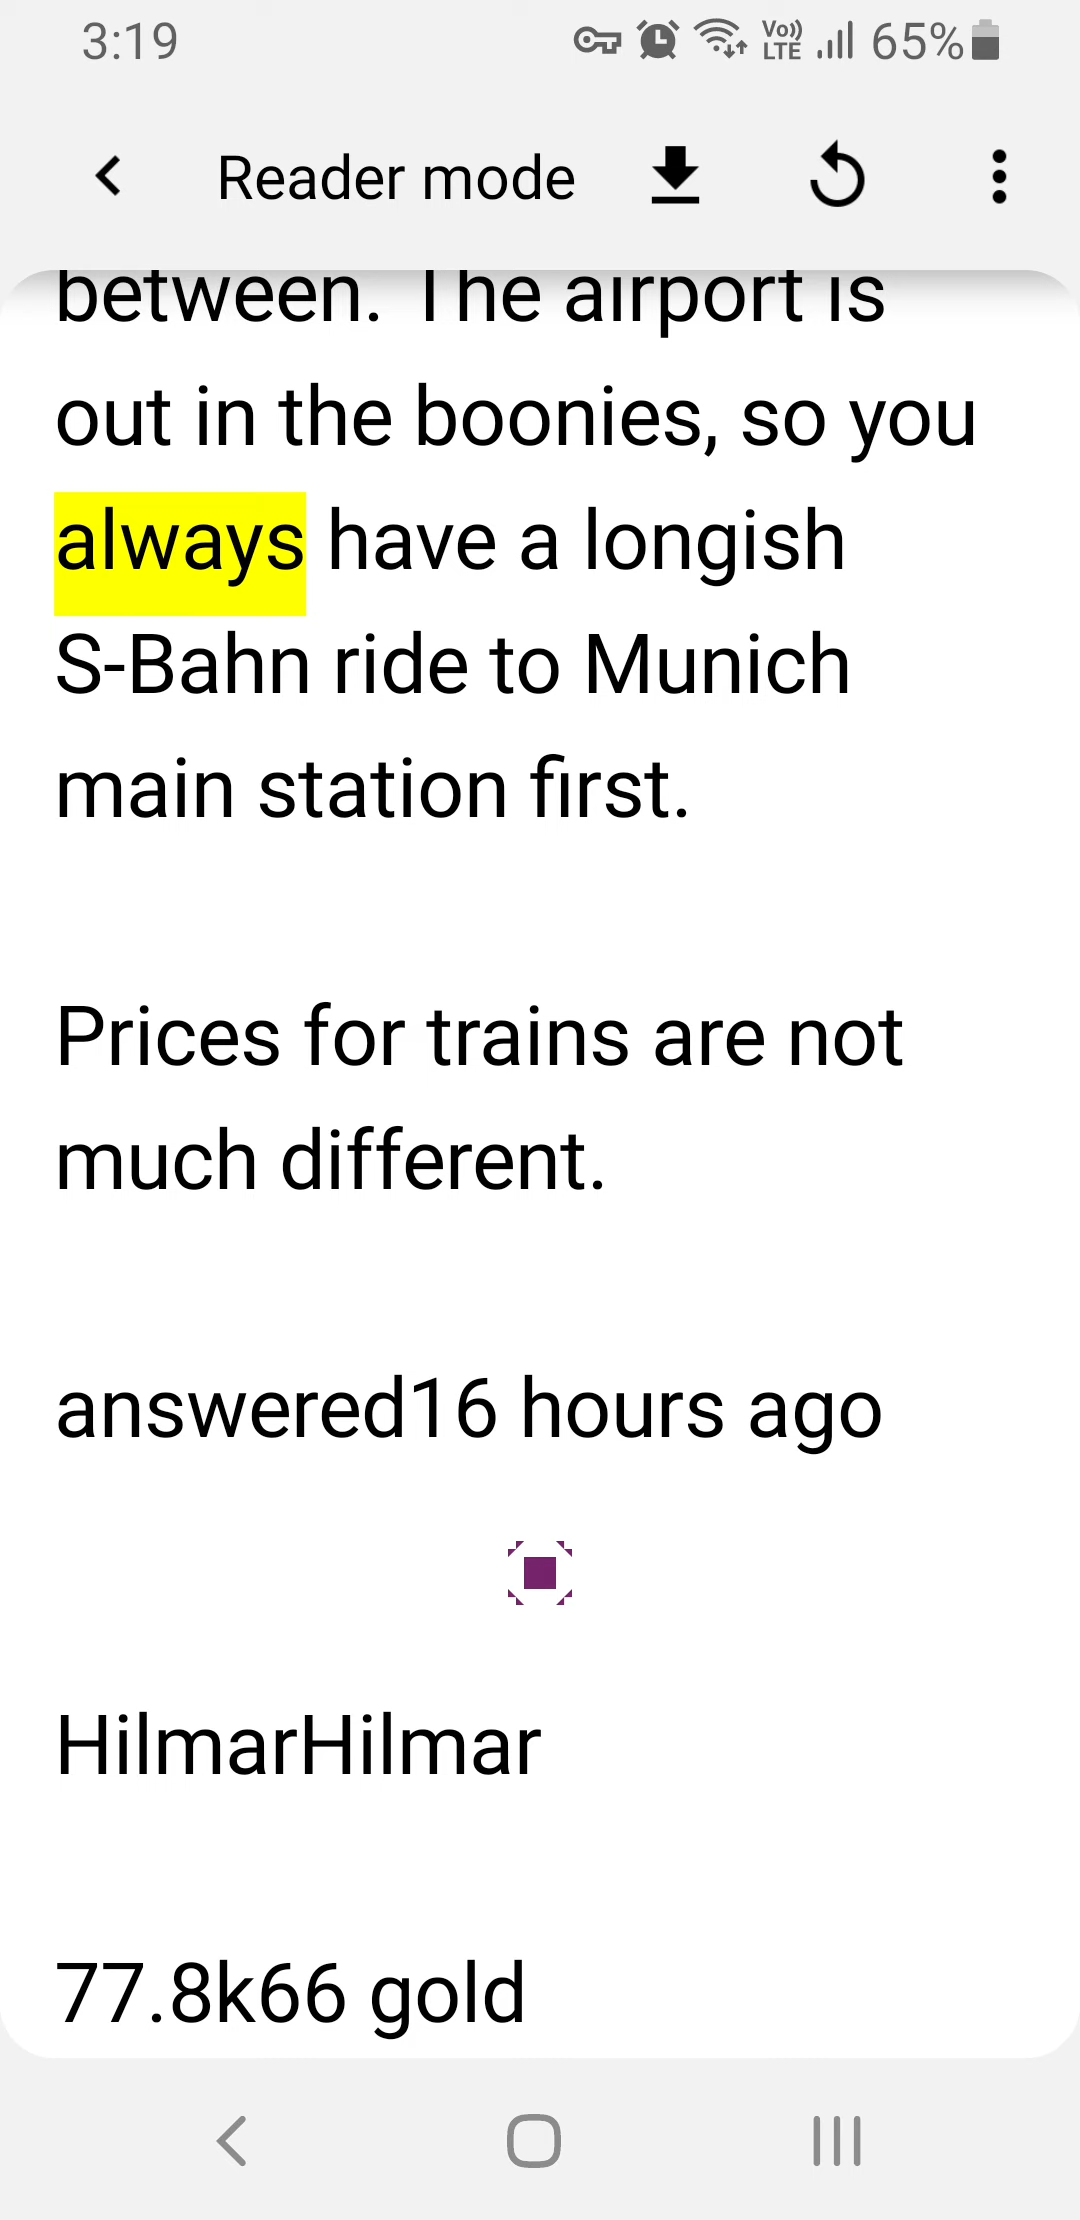 3:19 Vo)) LTE 65%
Reader mode
between. The airport is
out in the boonies, so you
always have a longish
S-Bahn ride to Munich
main station first.
Prices for trains are not
much different.
answered16 hours ago
HilmarHilmar
77.8k66 gold